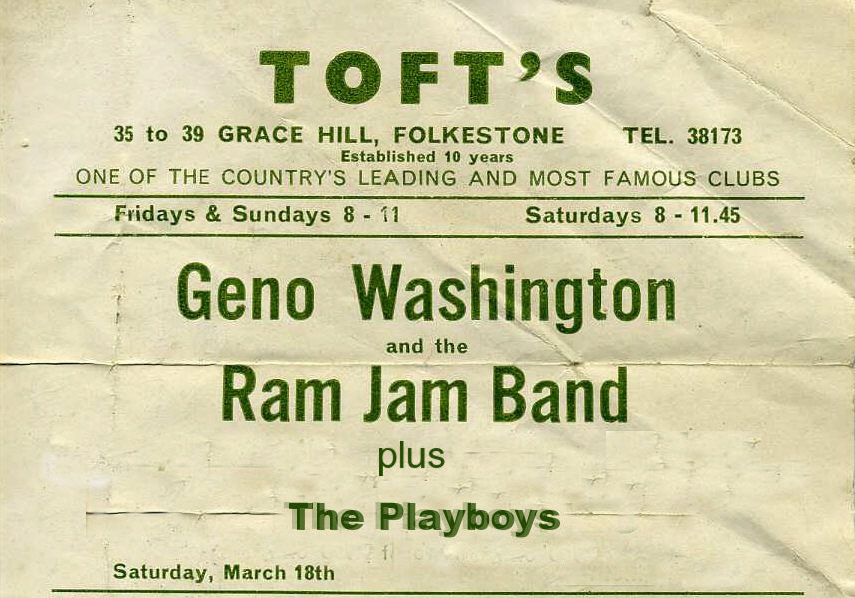 TOFT'S
35 to 39 GRACE HILL, FOLKESTONE TEL. 38173
Established 10 years
ONE OF THE COUNTRY'S LEADING AND MOST FAMOUS CLUBS
Fridays & Sundays 8 - 11 Saturdays 8 - 11.45
Geno Washington
and the
Ram Jam Band
plus
The Playboys
Saturday, March 18th